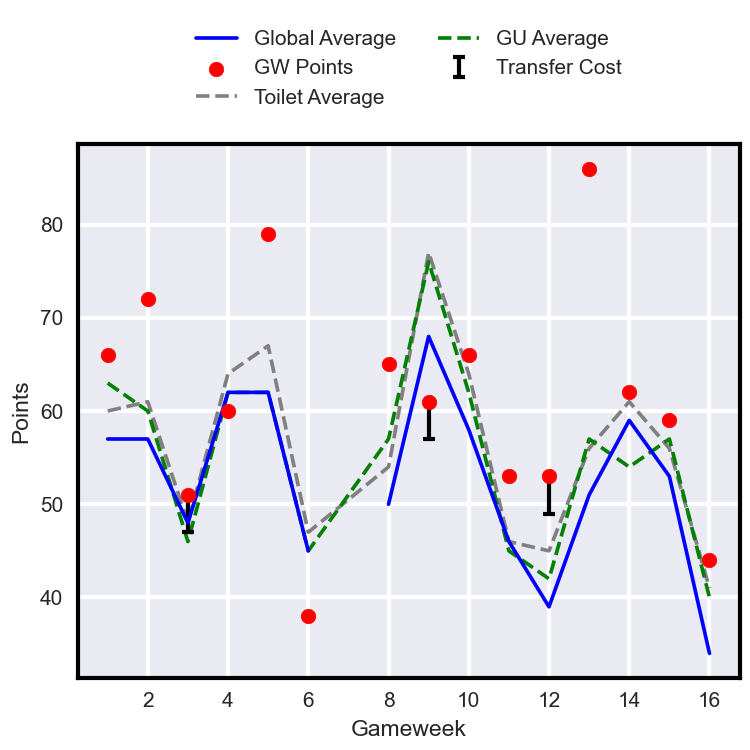 Global Average
GW Points
Toilet Average
GU Average
Transfer Cost
80
70
60
50
40
Points
2 4 6 8 10 12 14 16
Gameweek